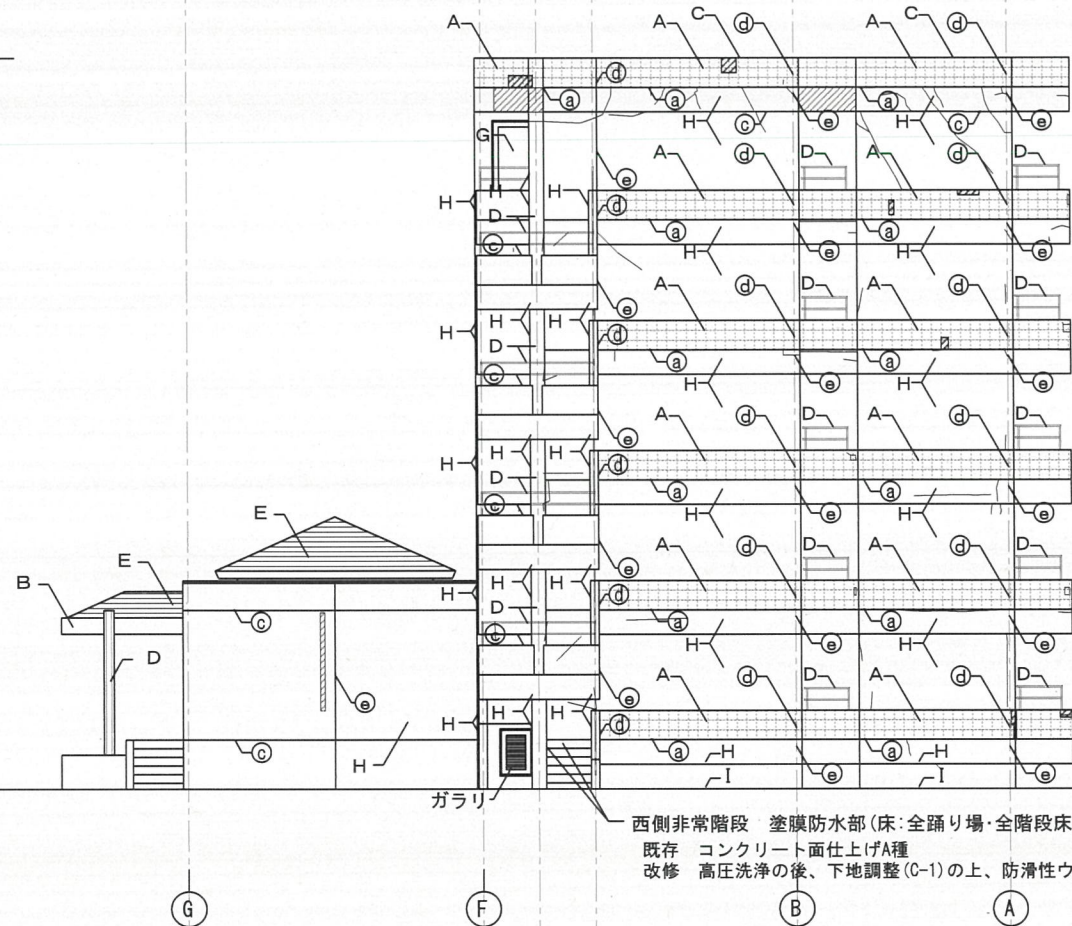 A C ⓓ A C ⓓ
ⓓ
ⓐ ⓐ ⓐ
G H ⓒ ⓔ H ⓒ ⓔ
A ⓓ D A ⓓ D
ⓔ
H H H ⓓ
D ⓐ ⓐ
ⓒ H ⓔ H ⓔ
A ⓓ D A ⓓ D
ⓔ
H H H ⓓ
D ⓐ ⓐ
ⓒ H ⓔ H ⓔ
A ⓓ D A ⓓ D
ⓔ
H H H ⓓ
D ⓐ ⓐ
ⓒ H ⓔ H ⓔ
E A ⓓ D A ⓓ D
ⓔ
B E H H H ⓓ
D ⓐ ⓐ
ⓒ ⓒ H ⓔ H ⓔ
D A ⓓ D A ⓓ D
ⓔ ⓔ
H H H ⓓ
ⓒ H ⓐ H ⓐ H
I ⓔ I ⓔ
ガラリ
西側非常階段 塗膜防水部(床:全踊り場・全階段床
既存 コンクリート面仕上げA種
改修 高圧洗浄の後、下地調整(C-1)の上、防滑性ウ
G F B A